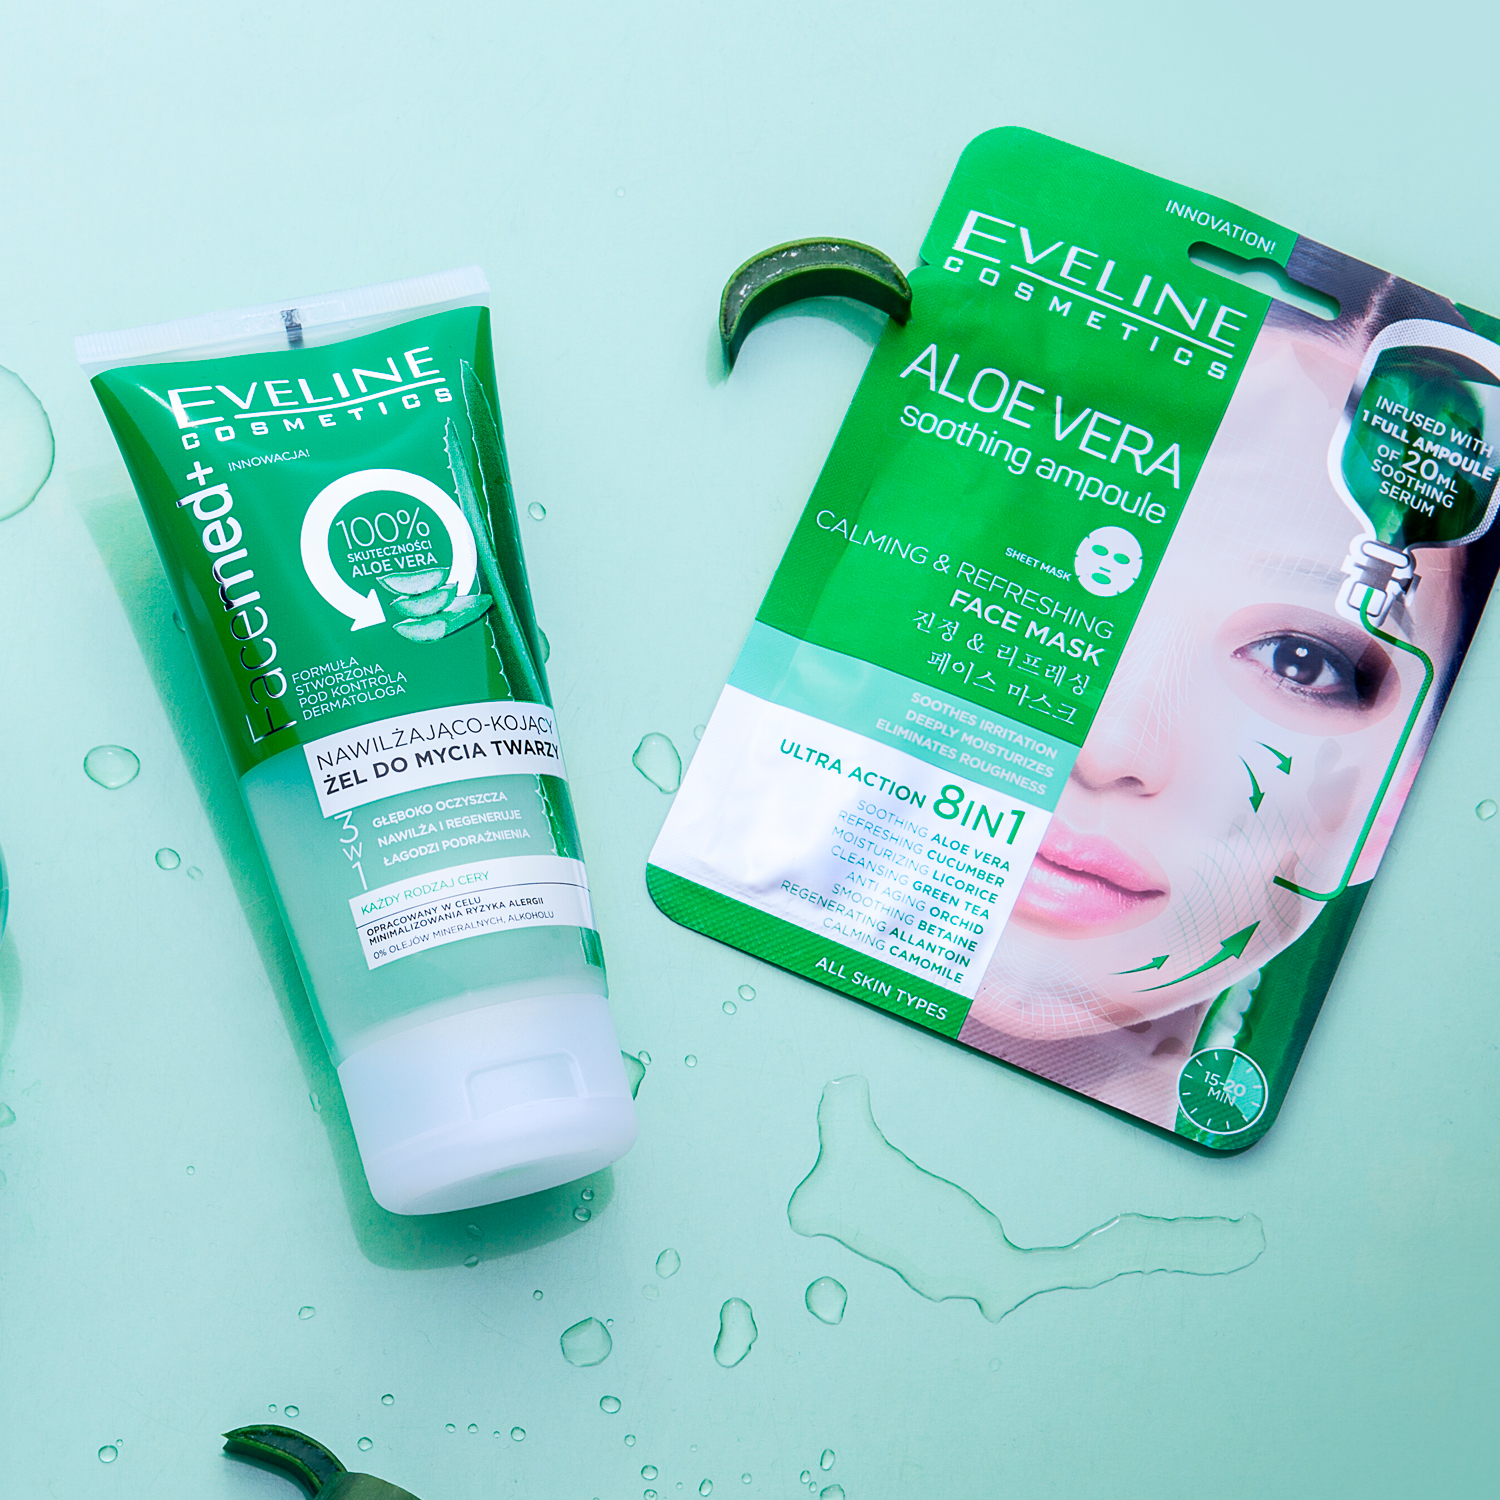 EVELINE
COSMETICS
INNOWACJA!
Facemed+
100%
SKUTECZNOŚCI
ALOE VERA
FORMUŁA
STWORZONA
POD KONTROLĄ
DERMATOLOGA
NAWILŻAJĄCO-KOJĄCY
ŻEL DO MYCIA TWARZY
3
W
1
GŁĘBOKO OCZYSZCZA
NAWILŻA I REGENERUJE
ŁAGODZI PODRAŻNIENIA
KAŻDY RODZAJ CERY
OPRACOWANY W CELU
MINIMALIZOWANIA RYZYKA ALERGII
0% OLEJÓW MINERALNYCH, ALKOHOLU
INNOVATION!
EVELINE
COSMETICS
ALOE VERA
soothing ampoule
CALMING & REFRESHING
SHEET MASK
FACE MASK
진정 & 리프레싱
페이스 마스크
SOOTHES IRRITATION
DEEPLY MOISTURIZES
ELIMINATES ROUGHNESS
ULTRA ACTION 8IN1
SOOTHING ALOE VERA
REFRESHING CUCUMBER
MOISTURIZING LICORICE
CLEANSING GREEN TEA
ANTI AGING ORCHID
SMOOTHING BETAINE
REGENERATING ALLANTOIN
CALMING CAMOMILE
ALL SKIN TYPES
INFUSED WITH
1 FULL AMPOULE
OF 20ML
SOOTHING
SERUM
15-20
MIN